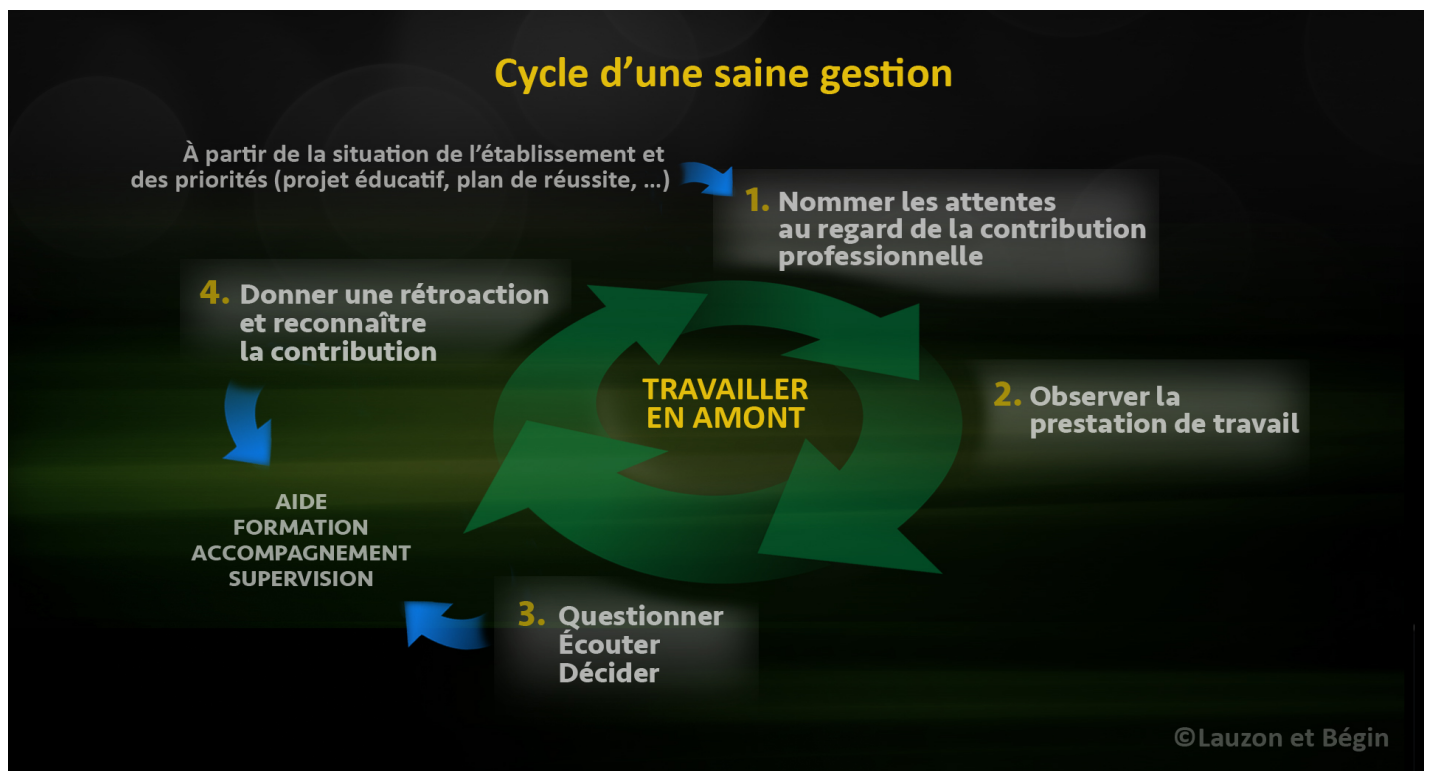 Cycle d’une saine gestion
À partir de la situation de l’établissement et
des priorités (projet éducatif, plan de réussite, ...)
1. Nommer les attentes
au regard de la contribution
professionnelle
2. Observer la
prestation de travail
3. Questionner
Écouter
Décider
4. Donner une rétroaction
et reconnaître
la contribution
AIDE
FORMATION
ACCOMPAGNEMENT
SUPERVISION
TRAVAILLER
EN AMONT
©Lauzon et Bégin